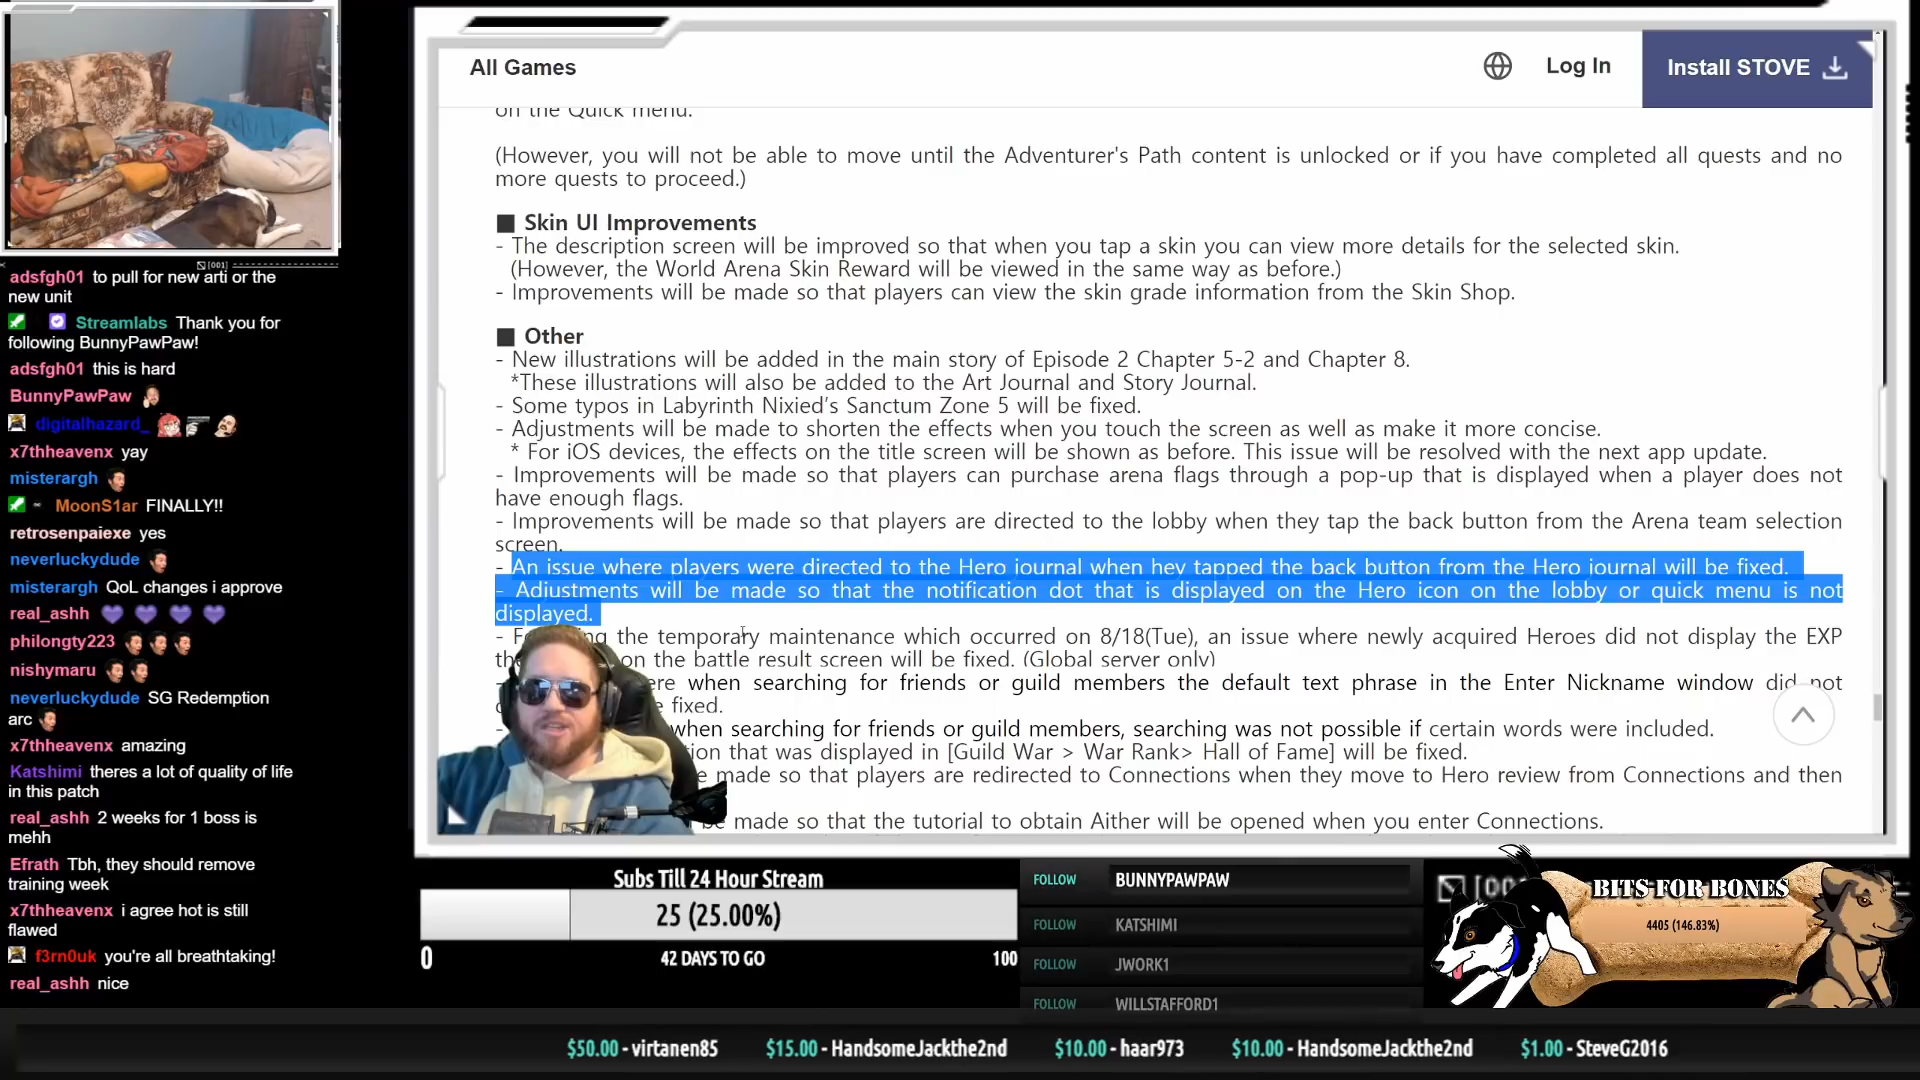 All Games
Log In
Install STOVE
on the Quick menu.
(However, you will not be able to move until the Adventurer's Path content is unlocked or if you have completed all quests and no
more quests to proceed.)
■ Skin UI Improvements
- The description screen will be improved so that when you tap a skin you can view more details for the selected skin.
(However, the World Arena Skin Reward will be viewed in the same way as before.)
- Improvements will be made so that players can view the skin grade information from the Skin Shop.
■ Other
- New illustrations will be added in the main story of Episode 2 Chapter 5-2 and Chapter 8.
*These illustrations will also be added to the Art Journal and Story Journal.
- Some typos in Labyrinth Nixied’s Sanctum Zone 5 will be fixed.
- Adjustments will be made to shorten the effects when you touch the screen as well as make it more concise.
* For iOS devices, the effects on the title screen will be shown as before. This issue will be resolved with the next app update.
- Improvements will be made so that players can purchase arena flags through a pop-up that is displayed when a player does not
have enough flags.
- Improvements will be made so that players are directed to the lobby when they tap the back button from the Arena team selection
screen.
- An issue where players were directed to the Hero journal when hey tapped the back button from the Hero journal will be fixed.
- Adjustments will be made so that the notification dot that is displayed on the Hero icon on the lobby or quick menu is not
displayed.
the temporary maintenance which occurred on 8/18(Tue), an issue where newly acquired Heroes did not display the EXP
on the battle result screen will be fixed. (Global server only)
when searching for friends or guild members the default text phrase in the Enter Nickname window did not
fixed.
when searching for friends or guild members, searching was not possible if certain words were included.
that was displayed in [Guild War > War Rank> Hall of Fame] will be fixed.
made so that players are redirected to Connections when they move to Hero review from Connections and then
be made so that the tutorial to obtain Aither will be opened when you enter Connections.
[001]
adsfgh01 to pull for new arti or the
new unit
Streamlabs Thank you for
following BunnyPawPaw!
adsfgh01 this is hard
BunnyPawPaw
digitalhazard_
x7thheavenx yay
misterargh
MoonS1ar FINALLY!!
retrosenpaiexe yes
neverluckydude
misterargh QoL changes i approve
real_ashh
philongty223
nishymaru
neverluckydude SG Redemption
arc
x7thheavenx amazing
Katshimi theres a lot of quality of life
in this patch
real_ashh 2 weeks for 1 boss is
mehh
Efrath Tbh, they should remove
training week
x7thheavenx i agree hot is still
flawed
f3rn0uk you're all breathtaking!
real_ashh nice
Subs Till 24 Hour Stream
25 (25.00%)
0 42 DAYS TO GO 100
FOLLOW BUNNYPAWPAW
FOLLOW KATSHIMI
FOLLOW JWORK1
FOLLOW WILLSTAFFORD1
BITS FOR BONES
4405 (146.83%)
$50.00 - virtanen85 $15.00 - HandsomeJackthe2nd $10.00 - haar973 $10.00 - HandsomeJackthe2nd $1.00 - SteveG2016